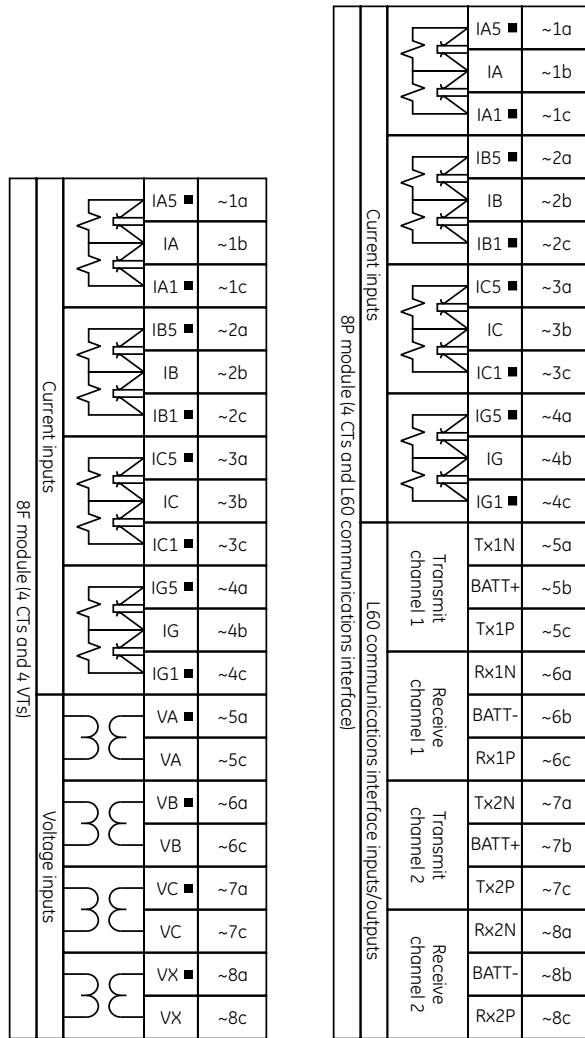 8F module (4 CTs and 4 VTs)
Current inputs
IA5 ■ ~1a
IA ~1b
IA1 ■ ~1c
IB5 ■ ~2a
IB ~2b
IB1 ■ ~2c
IC5 ■ ~3a
IC ~3b
IC1 ■ ~3c
IG5 ■ ~4a
IG ~4b
IG1 ■ ~4c
Voltage inputs
VA ■ ~5a
VA ~5c
VB ■ ~6a
VB ~6c
VC ■ ~7a
VC ~7c
VX ■ ~8a
VX ~8c
8P module (4 CTs and L60 communications interface)
Current inputs
IA5 ■ ~1a
IA ~1b
IA1 ■ ~1c
IB5 ■ ~2a
IB ~2b
IB1 ■ ~2c
IC5 ■ ~3a
IC ~3b
IC1 ■ ~3c
IG5 ■ ~4a
IG ~4b
IG1 ■ ~4c
L60 communications interface inputs/outputs
Transmit
channel 1
Tx1N ~5a
BATT+ ~5b
Tx1P ~5c
Receive
channel 1
Rx1N ~6a
BATT- ~6b
Rx1P ~6c
Transmit
channel 2
Tx2N ~7a
BATT+ ~7b
Tx2P ~7c
Receive
channel 2
Rx2N ~8a
BATT- ~8b
Rx2P ~8c